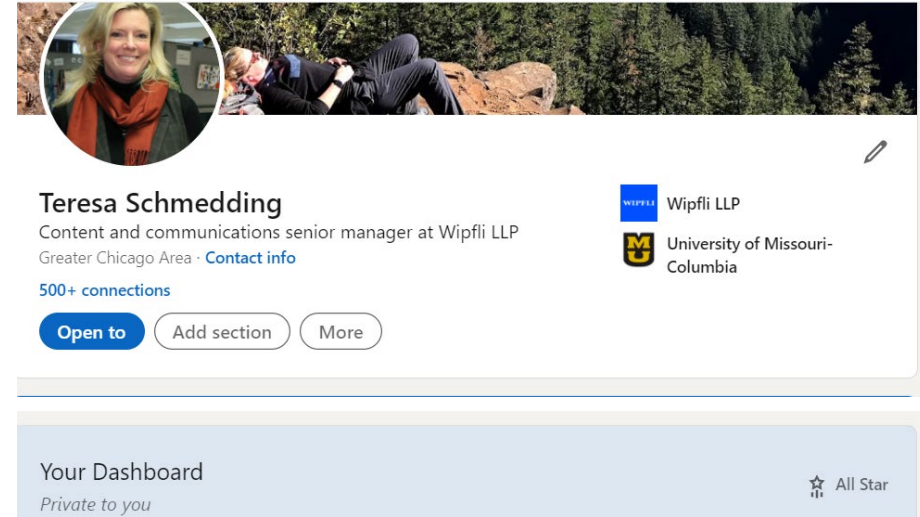 Teresa Schmedding
Content and communications senior manager at Wipfli LLP
Greater Chicago Area · Contact info
500+ connections
Open to Add section More
WIPFLI Wipfli LLP
University of Missouri-
Columbia
Your Dashboard
Private to you
All Star